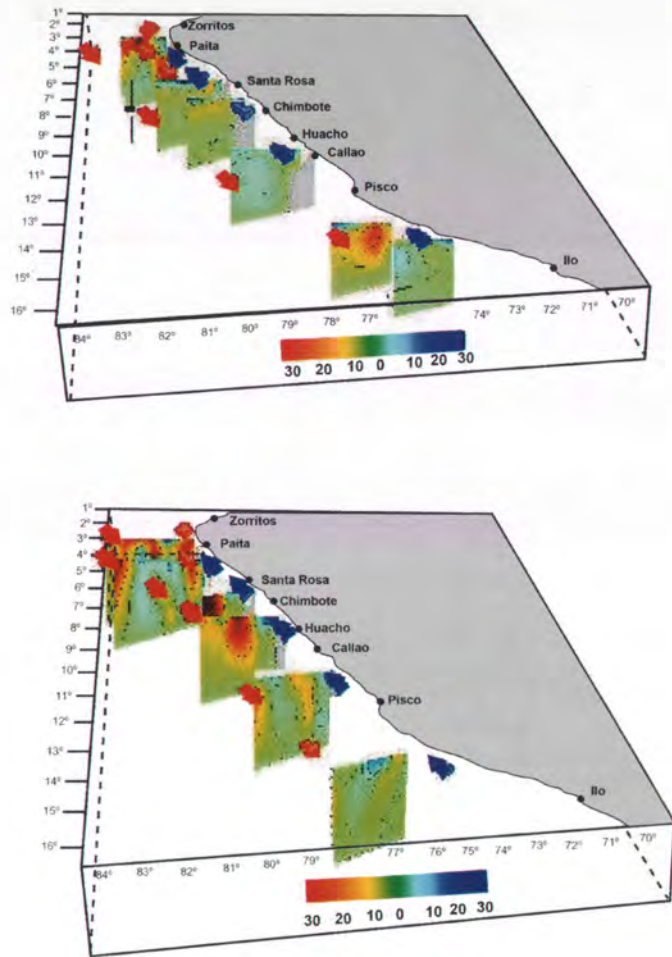 1°
2°
3°
4°
5°
6°
7°
8°
9°
10°
11°
12°
13°
14°
15°
16°
Zorritos
Paita
Santa Rosa
Chimbote
Huacho
Callao
Pisco
Ilo
84° 83° 82° 81° 80° 79° 78° 77° 74° 73° 72° 71° 70°
30 20 10 0 10 20 30
1°
2°
3°
4°
5°
6°
7°
8°
9°
10°
11°
12°
13°
14°
15°
16°
Zorritos
Paita
Santa Rosa
Chimbote
Huacho
Callao
Pisco
Ilo
84° 83° 82° 81° 80° 79° 77° 76° 75° 74° 73° 72° 71° 70°
30 20 10 0 10 20 30